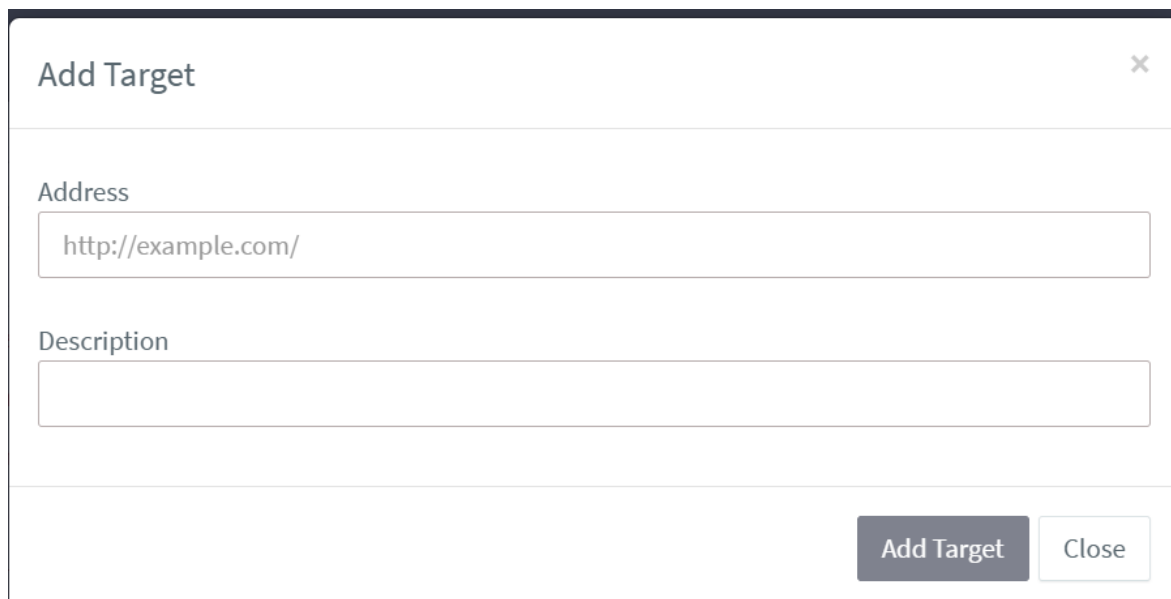 Add Target
×
Address
http://example.com/
Description
Add Target Close